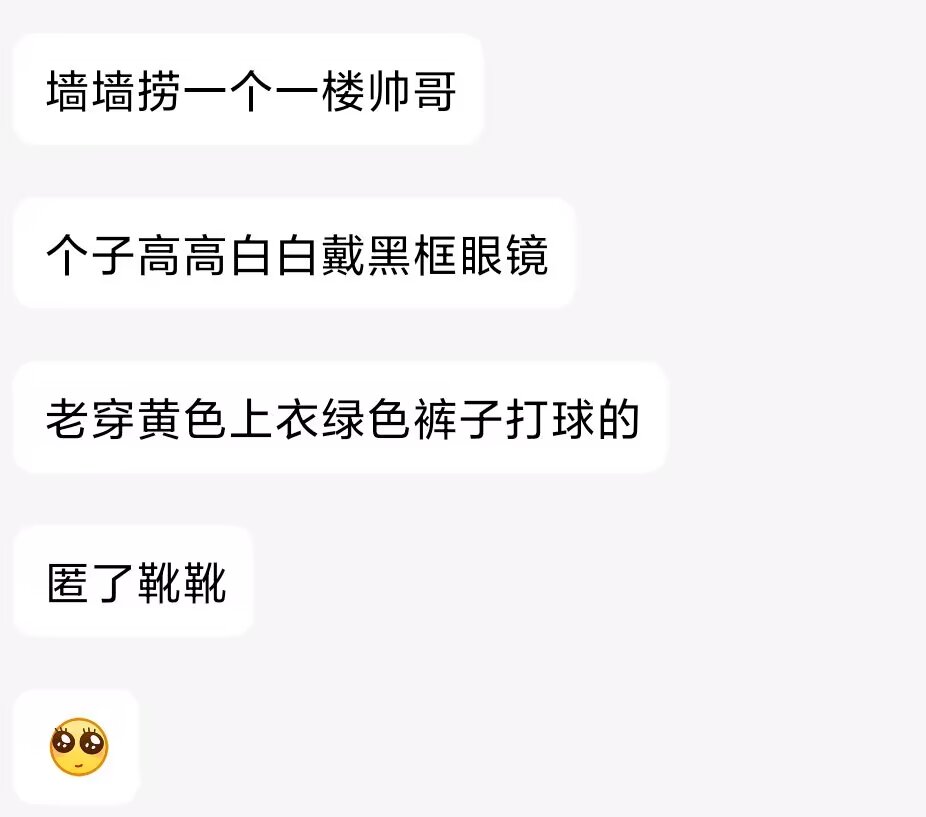 墙墙捞一个一楼帅哥
个子高高白白戴黑框眼镜
老穿黄色上衣绿色裤子打球的
匿了靴靴